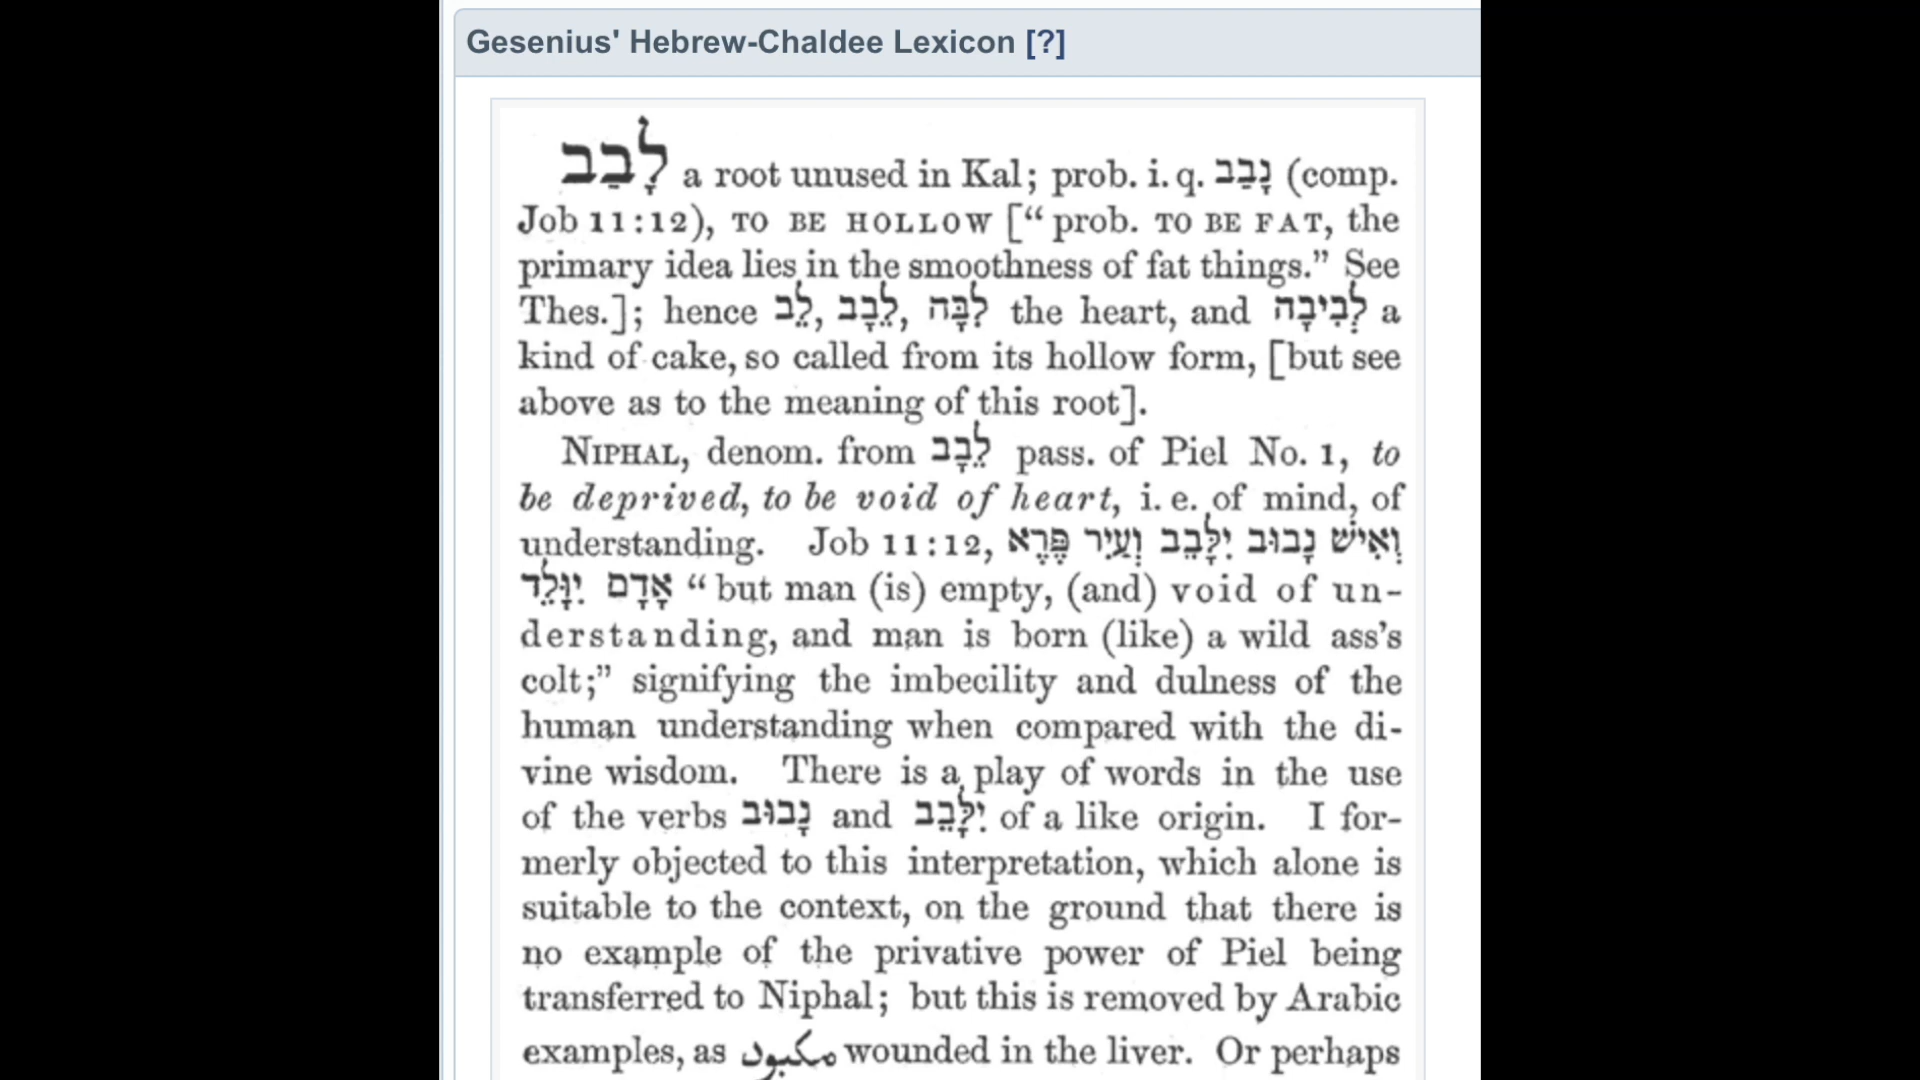 Gesenius' Hebrew-Chaldee Lexicon [?]
לָבַב a root unused in Kal; prob. i. q. נָבַב (comp.
Job 11:12), TO BE HOLLOW [“prob. TO BE FAT, the
primary idea lies in the smoothness of fat things.” See
Thes.]; hence לֵב, לֵבָב, לִבָּה the heart, and לְבִיבָה a
kind of cake, so called from its hollow form, [but see
above as to the meaning of this root].
NIPHAL, denom. from לֵבָב pass. of Piel No. 1, to
be deprived, to be void of heart, i. e. of mind, of
understanding. Job 11:12, וְאִישׁ נָבוּב יִלָּבֵב וְעַיִר פֶּרֶא
אָדָם יִוָּלֵד “but man (is) empty, (and) void of un-
derstanding, and man is born (like) a wild ass’s
colt;” signifying the imbecility and dulness of the
human understanding when compared with the di-
vine wisdom. There is a play of words in the use
of the verbs נָבוּב and יִלָּבֵב of a like origin. I for-
merly objected to this interpretation, which alone is
suitable to the context, on the ground that there is
no example of the privative power of Piel being
transferred to Niphal; but this is removed by Arabic
examples, as مكبود wounded in the liver. Or perhaps